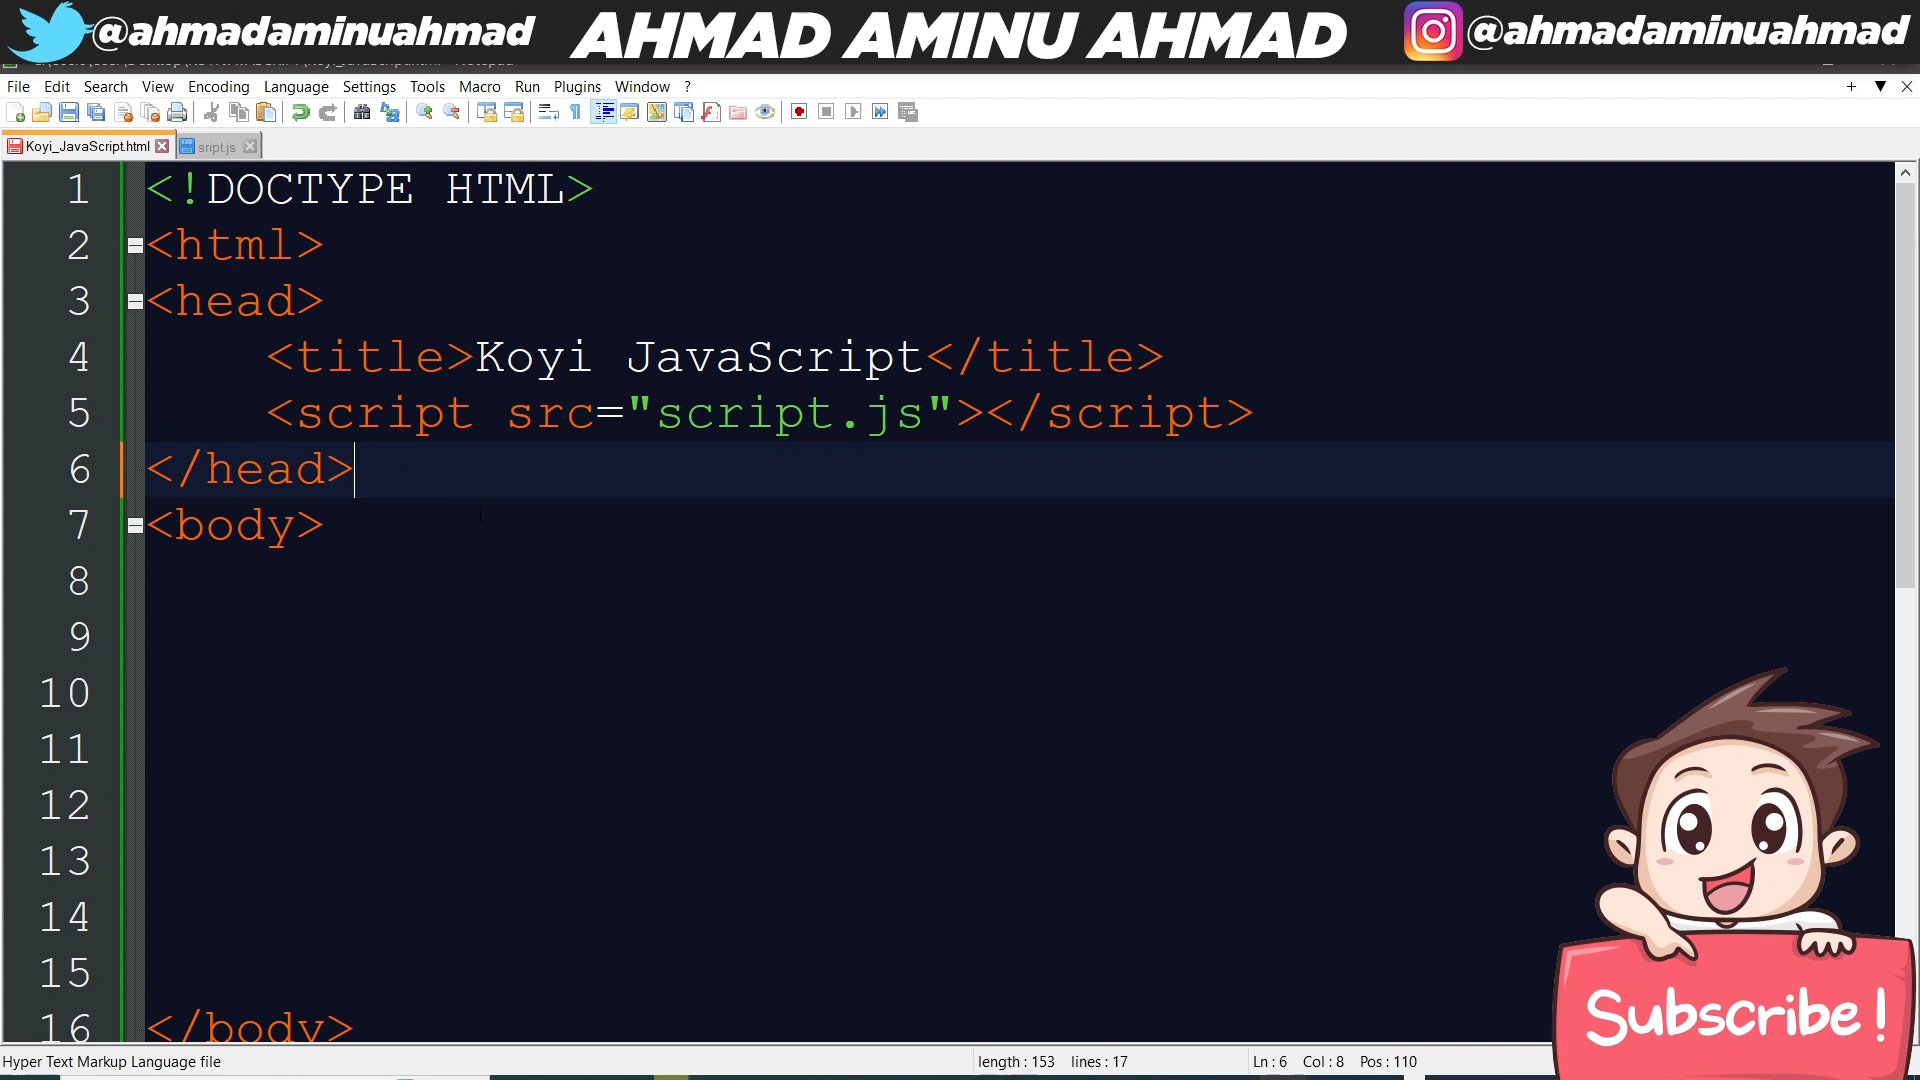 @ahmadaminuahmad AHMAD AMINU AHMAD @ahmadaminuahmad
File Edit Search View Encoding Language Settings Tools Macro Run Plugins Window ? + ▼ X
Koyi_JavaScript.html sript.js
1 <!DOCTYPE HTML>
2 <html>
3 <head>
4 <title>Koyi JavaScript</title>
5 <script src="script.js"></script>
6 </head>
7 <body>
8
9
10
11
12
13
14
15
16 </body>
Subscribe!
Hyper Text Markup Language file length : 153 lines : 17 Ln : 6 Col : 8 Pos : 110